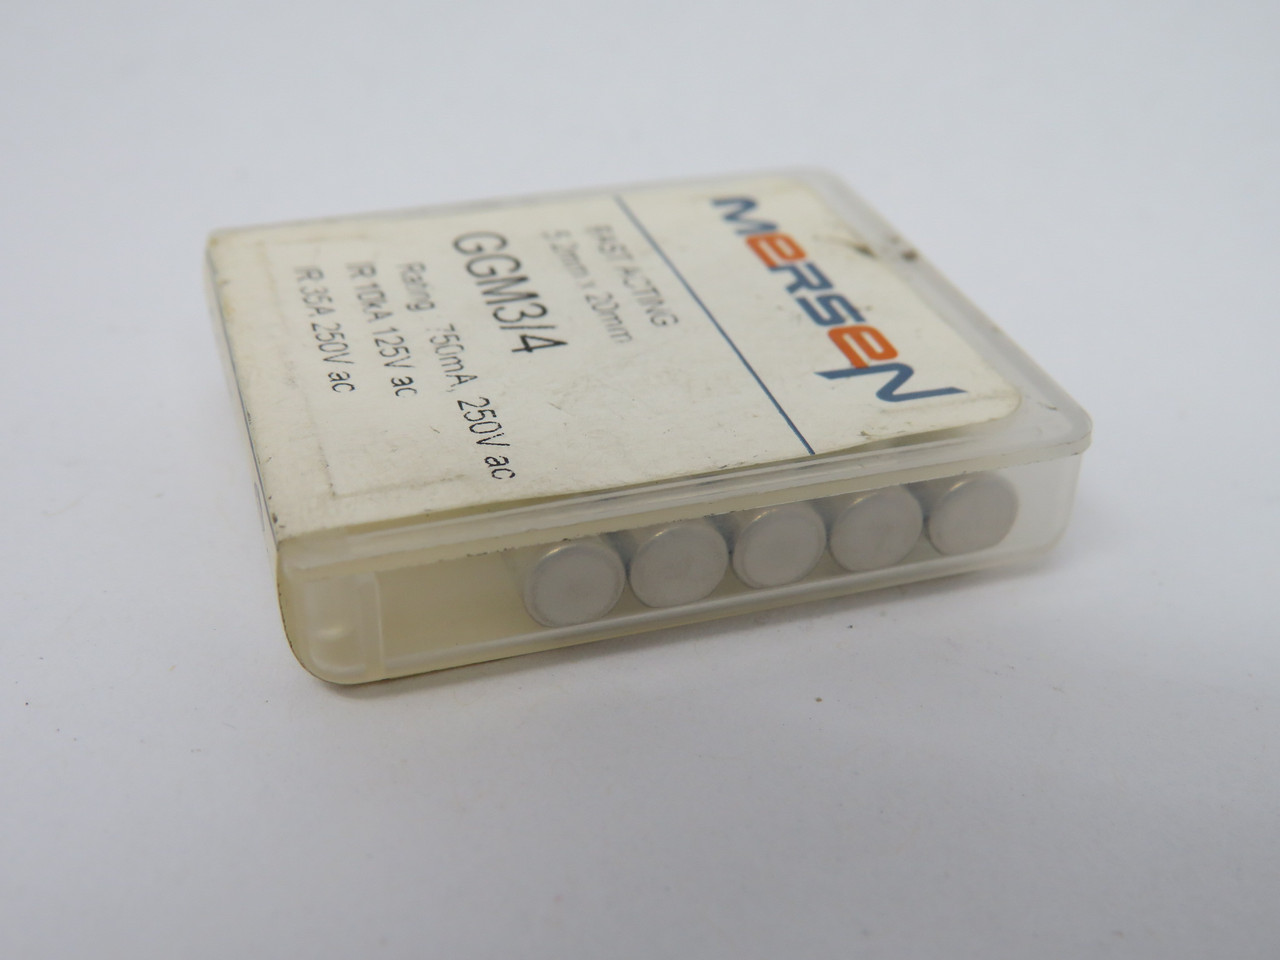 MERSEN
FAST ACTING
5.2mm x 20mm
GGM3/4
Rating 750mA, 250V ac
IR 10kA 125V ac
IR 35A 250V ac